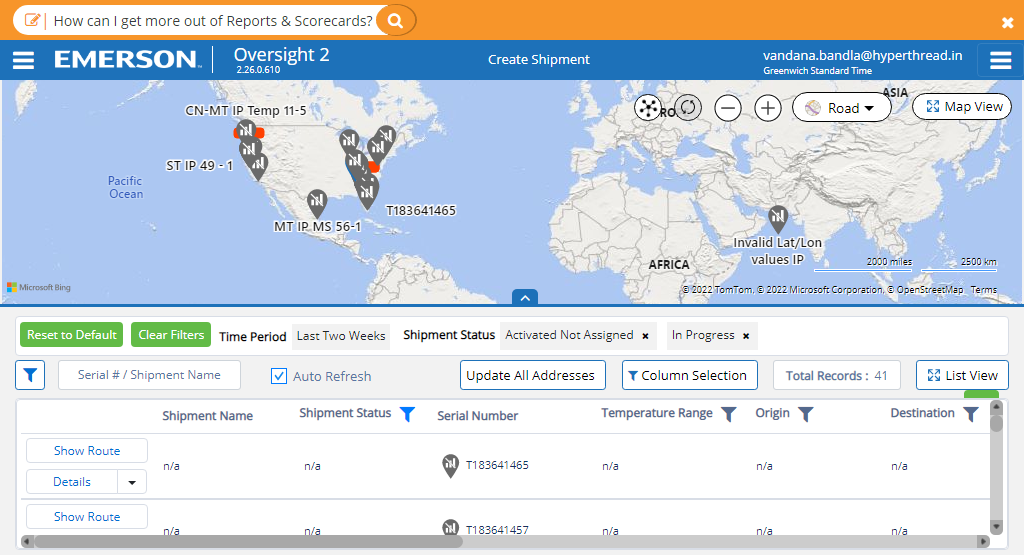 How can I get more out of Reports & Scorecards?
EMERSON
Oversight 2
2.26.0.610
Create Shipment
vandana.bandla@hyperthread.in
Greenwich Standard Time
CN-MT IP Temp 11-5
ST IP 49 - 1
Pacific
Ocean
MT IP MS 56-1
T183641465
RO
ASIA
Road
Map View
Invalid Lat/Lon
values IP
AFRICA
2000 miles
2500 km
Microsoft Bing
© 2022 TomTom, © 2022 Microsoft Corporation, © OpenStreetMap Terms
Reset to Default
Clear Filters
Time Period
Last Two Weeks
Shipment Status
Activated Not Assigned ×
In Progress ×
Serial # / Shipment Name
Auto Refresh
Update All Addresses
Column Selection
Total Records : 41
List View
Shipment Name
Shipment Status
Serial Number
Temperature Range
Origin
Destination
Show Route
Details
n/a
n/a
T183641465
n/a
n/a
n/a
Show Route
n/a
n/a
T183641457
n/a
n/a
n/a